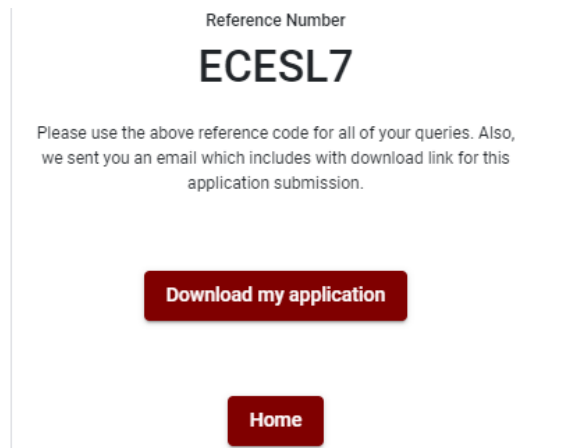 Reference Number
ECESL7
Please use the above reference code for all of your queries. Also,
we sent you an email which includes with download link for this
application submission.
Download my application
Home